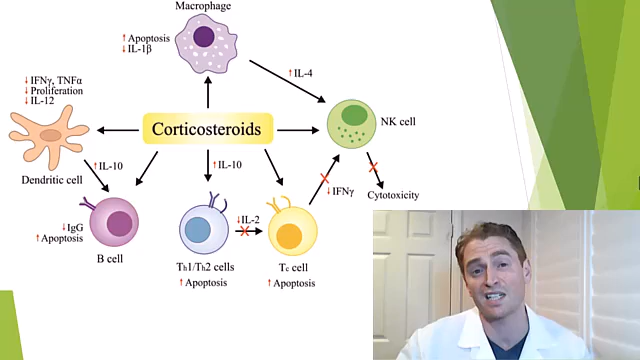 Macrophage
↑Apoptosis
↓IL-1β
↑IL-4
↓IFNγ, TNFα
↓Proliferation
↓IL-12
NK cell
Corticosteroids
↑IL-10
↑IL-10
Dendritic cell
↓IFNγ
Cytotoxicity
↓IgG
↑Apoptosis
↓IL-2
B cell
Th1/Th2 cells
↑Apoptosis
Tc cell
↑Apoptosis